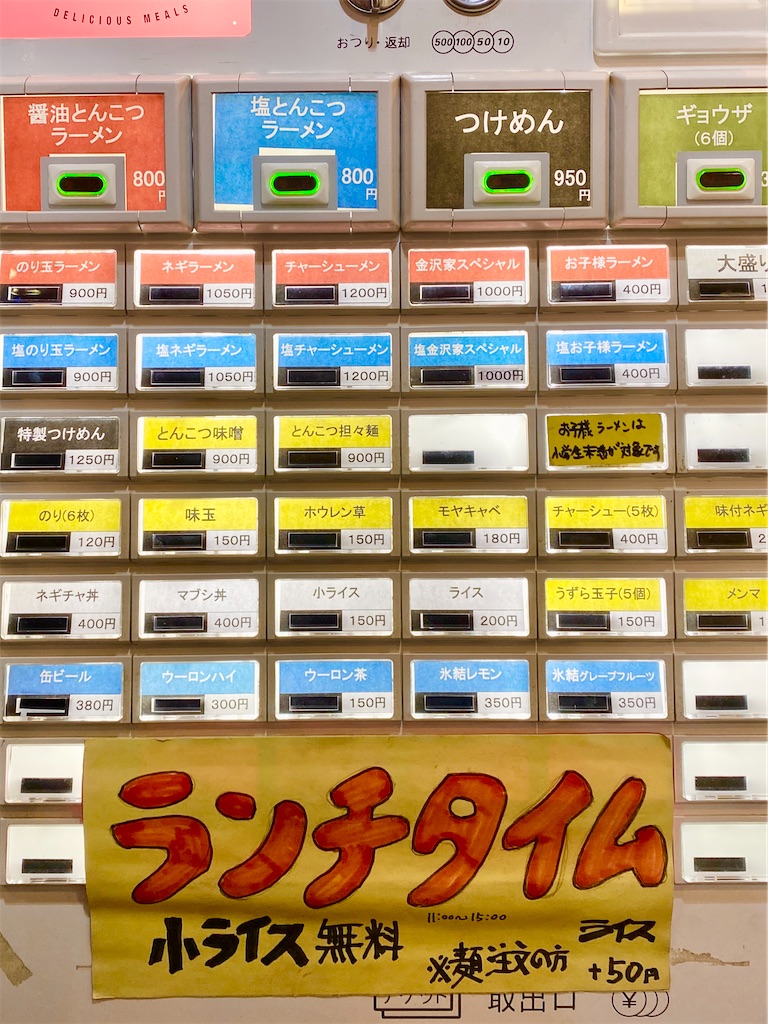 DELICIOUS MEALS
おつり・返却 500 100 50 10
醤油とんこつ
ラーメン
800
円
塩とんこつ
ラーメン
800
円
つけめん
950
円
ギョウザ
(6個)
のり玉ラーメン
900円
ネギラーメン
1050円
チャーシューメン
1200円
金沢家スペシャル
1000円
お子様ラーメン
400円
大盛り
塩のり玉ラーメン
900円
塩ネギラーメン
1050円
塩チャーシューメン
1200円
塩金沢家スペシャル
1000円
塩お子様ラーメン
400円
特製つけめん
1250円
とんこつ味噌
900円
とんこつ担々麺
900円
お子様ラーメンは
小学生未満が対象です
のり(6枚)
120円
味玉
150円
ホウレン草
150円
モヤキャベ
180円
チャーシュー(5枚)
400円
味付ネギ
ネギチャ丼
400円
マブシ丼
400円
小ライス
150円
ライス
200円
うずら玉子(5個)
150円
メンマ
缶ビール
380円
ウーロンハイ
300円
ウーロン茶
150円
氷結レモン
350円
氷結グレープフルーツ
350円
ランチタイム
11:00~15:00
小ライス無料
※麺注文の方
ライス
+50円
取出口
¥